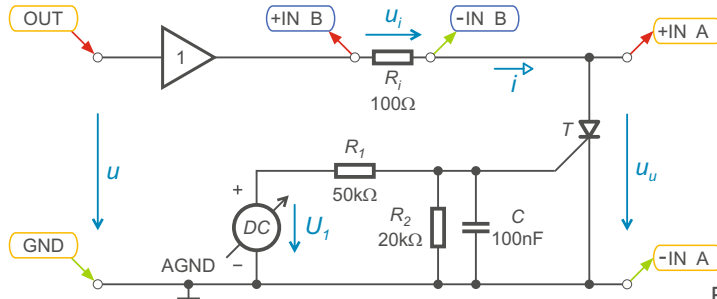 OUT
+IN B
u_i
-IN B
+IN A
1
R_i
100Ω
i
T
R_1
50kΩ
u
+
DC
U_1
R_2
20kΩ
C
100nF
u_u
GND
AGND
−
-IN A